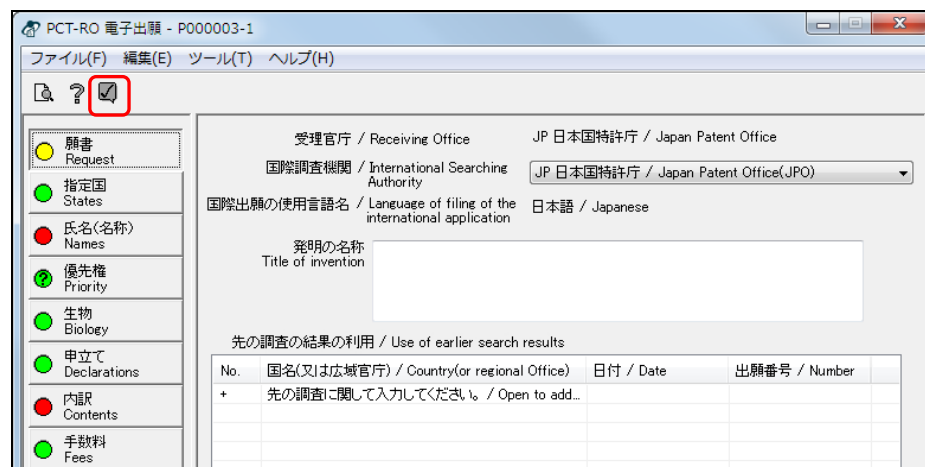 PCT-RO 電子出願 - P000003-1
ファイル(F) 編集(E) ツール(T) ヘルプ(H)
願書
Request
指定国
States
氏名(名称)
Names
優先権
Priority
生物
Biology
申立て
Declarations
内訳
Contents
手数料
Fees
受理官庁 / Receiving Office JP 日本国特許庁 / Japan Patent Office
国際調査機関 / International Searching
Authority
JP 日本国特許庁 / Japan Patent Office(JPO)
国際出願の使用言語名 / Language of filing of the
international application
日本語 / Japanese
発明の名称
Title of invention
先の調査の結果の利用 / Use of earlier search results
No. 国名(又は広域官庁) / Country(or regional Office) 日付 / Date 出願番号 / Number
+ 先の調査に関して入力してください。 / Open to add...